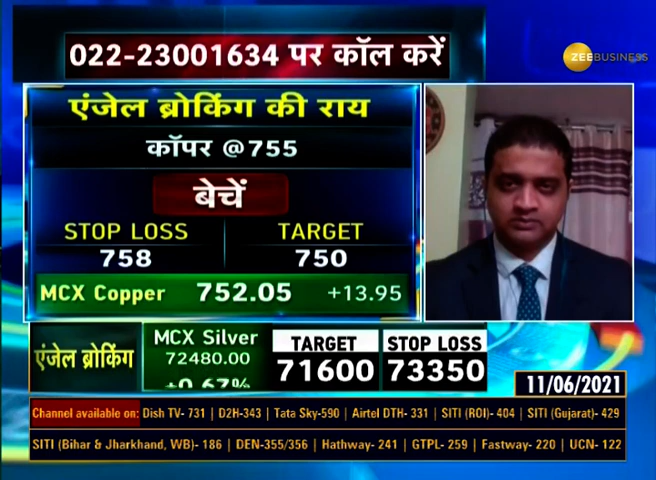 022-23001634 पर कॉल करें
ZEEBUSINESS
एंजेल ब्रोकिंग की राय
कॉपर @755
बेचें
STOP LOSS TARGET
758 750
MCX Copper 752.05 +13.95
एंजेल ब्रोकिंग
MCX Silver
72480.00
+0.67%
TARGET STOP LOSS
71600 73350
11/06/2021
Channel available on: Dish TV- 731 | D2H-343 | Tata Sky-590 | Airtel DTH- 331 | SITI (ROI)- 404 | SITI (Gujarat)- 429
SITI (Bihar & Jharkhand, WB)- 186 | DEN-355/356 | Hathway- 241 | GTPL- 259 | Fastway- 220 | UCN- 122